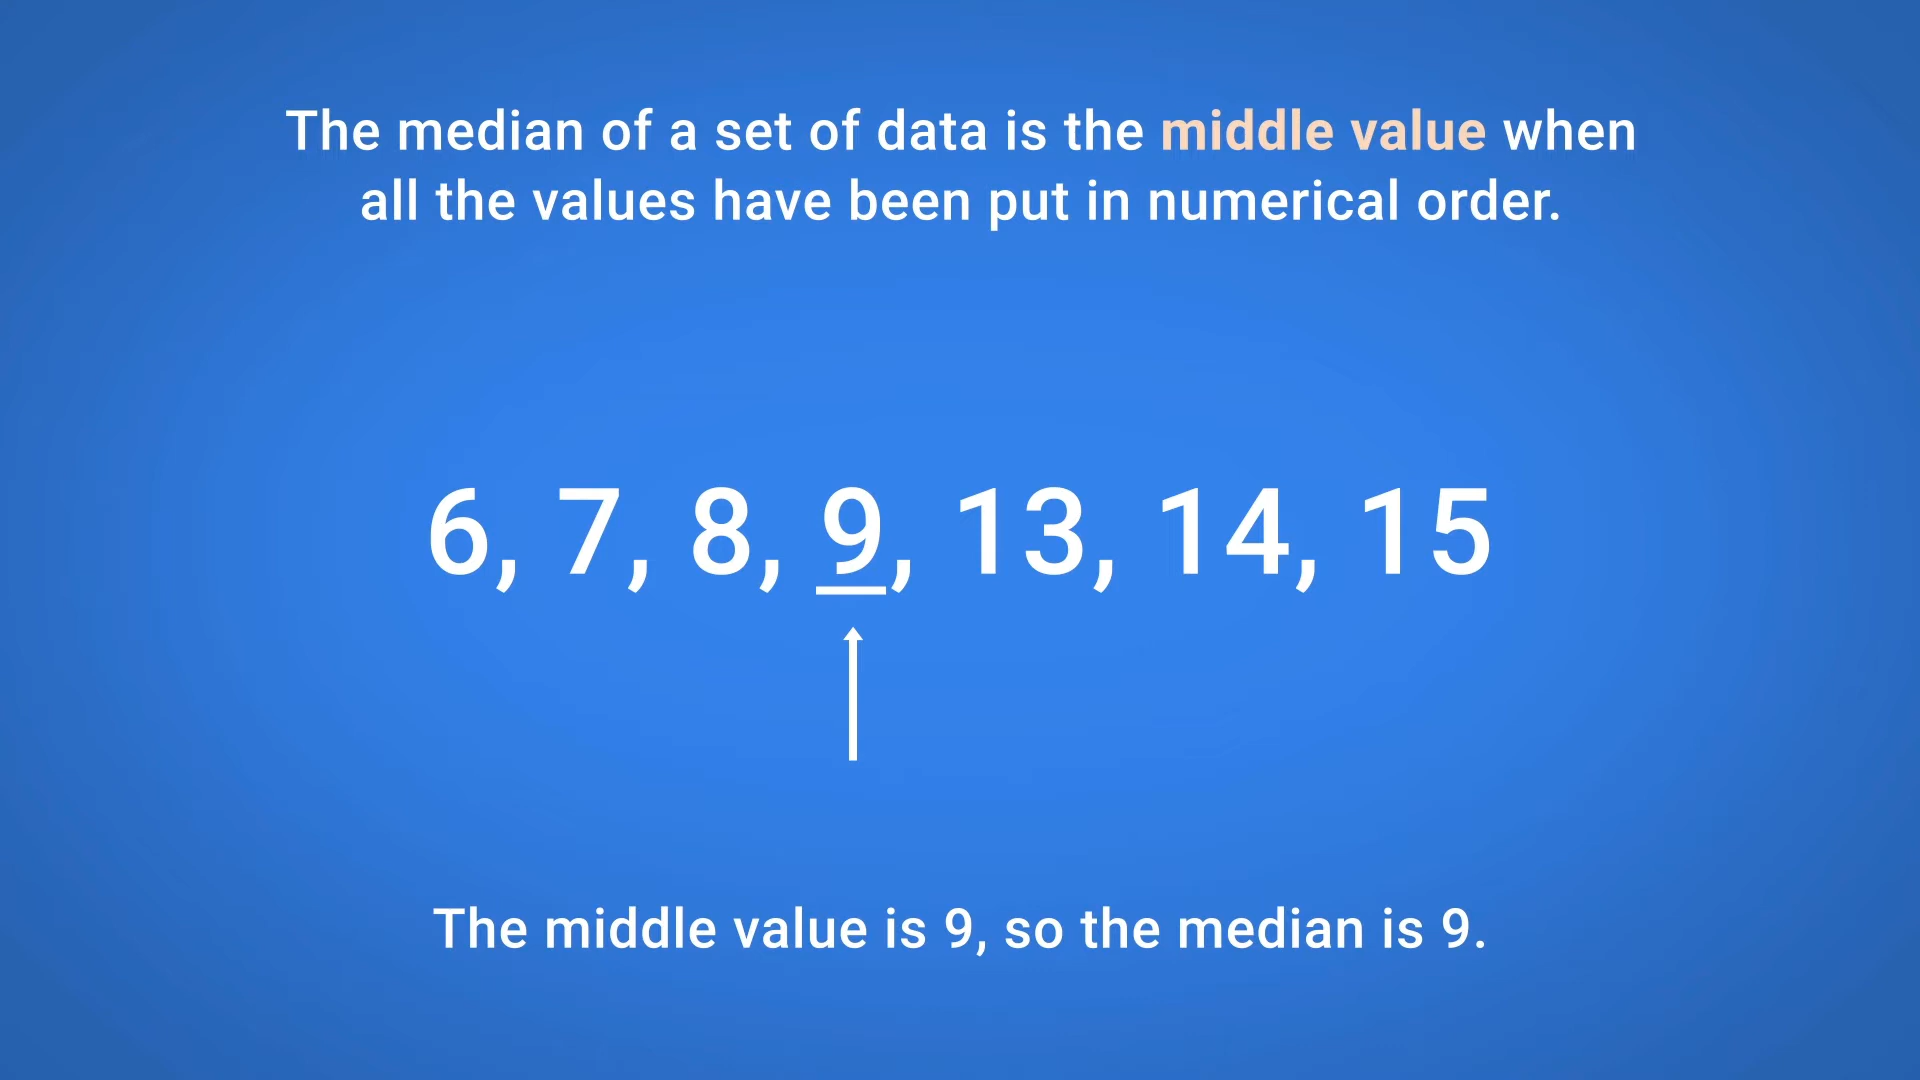 The median of a set of data is the middle value when
all the values have been put in numerical order.
6, 7, 8, 9, 13, 14, 15
The middle value is 9, so the median is 9.